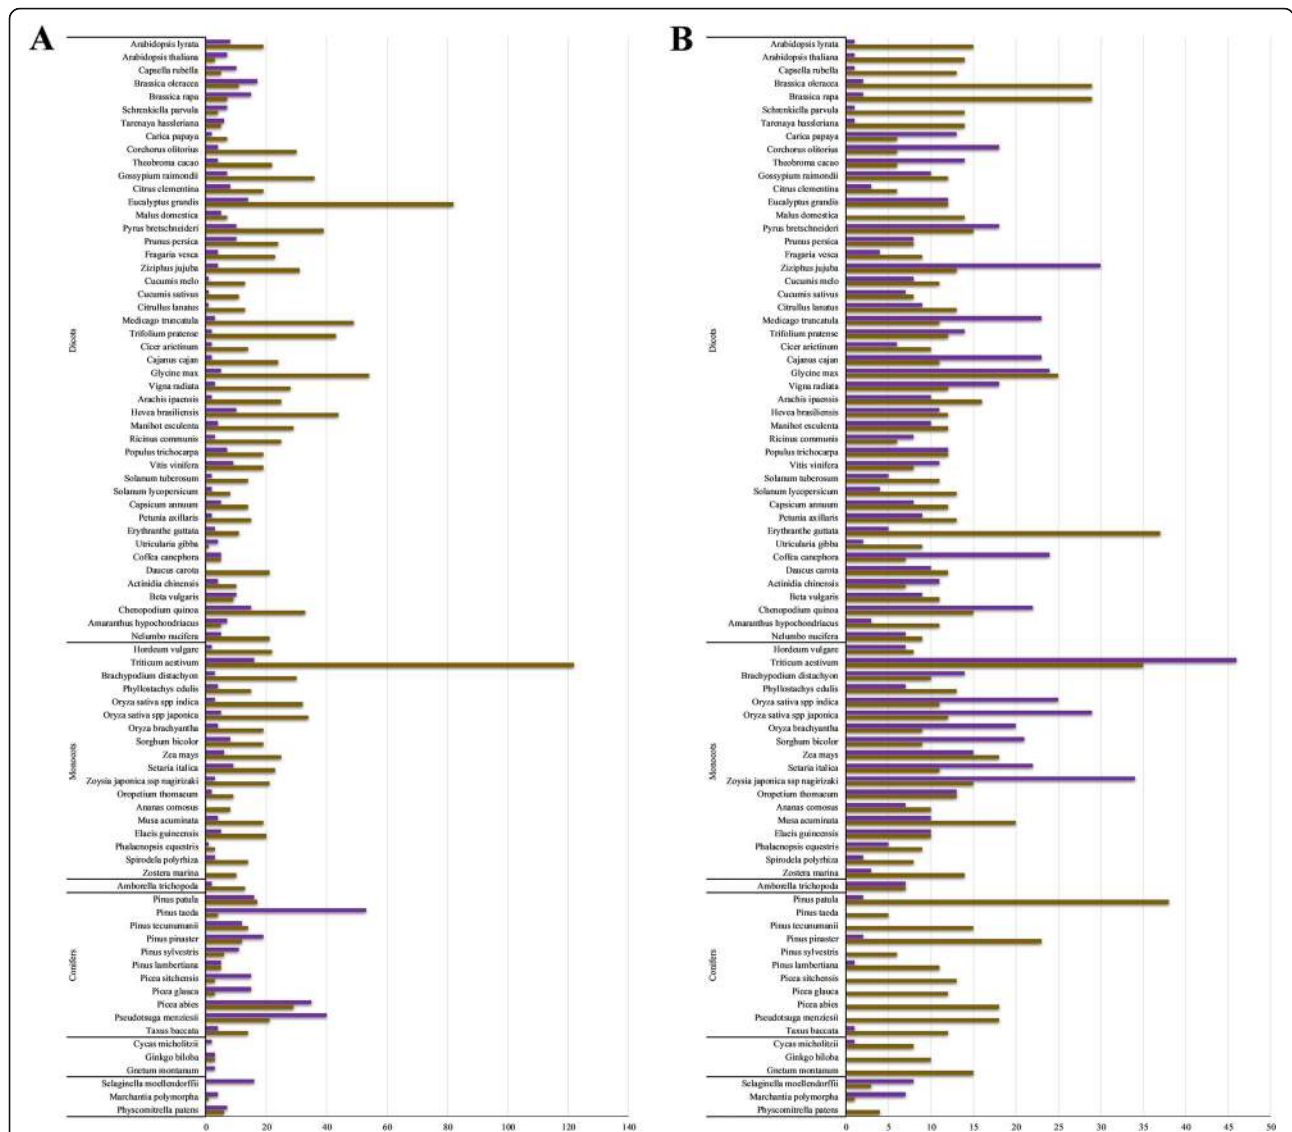 A
Arabidopsis lyrata
Arabidopsis thaliana
Capsella rubella
Brassica oleracea
Brassica rapa
Schrenkiella parvula
Tarenaya hassleriana
Carica papaya
Corchorus olitorius
Theobroma cacao
Gossypium raimondii
Citrus clementina
Eucalyptus grandis
Malus domestica
Pyrus bretschneideri
Prunus persica
Fragaria vesca
Ziziphus jujuba
Cucumis melo
Cucumis sativus
Citrullus lanatus
Medicago truncatula
Trifolium pratense
Cicer arietinum
Cajanus cajan
Glycine max
Vigna radiata
Arachis ipaensis
Hevea brasiliensis
Manihot esculenta
Ricinus communis
Populus trichocarpa
Vitis vinifera
Solanum tuberosum
Solanum lycopersicum
Capsicum annuum
Petunia axillaris
Erythranthe guttata
Utricularia gibba
Coffea canephora
Daucus carota
Actinidia chinensis
Beta vulgaris
Chenopodium quinoa
Amaranthus hypochondriacus
Nelumbo nucifera
Dicots
Hordeum vulgare
Triticum aestivum
Brachypodium distachyon
Phyllostachys edulis
Oryza sativa spp indica
Oryza sativa spp japonica
Oryza brachyantha
Sorghum bicolor
Zea mays
Setaria italica
Zoysia japonica ssp nagirizaki
Oropetium thomaeum
Ananas comosus
Musa acuminata
Elaeis guineensis
Phalaenopsis equestris
Spirodela polyrhiza
Zostera marina
Monocots
Amborella trichopoda
Pinus patula
Pinus taeda
Pinus tecunumanii
Pinus pinaster
Pinus sylvestris
Pinus lambertiana
Picea sitchensis
Picea glauca
Picea abies
Pseudotsuga menziesii
Taxus baccata
Conifers
Cycas micholitzii
Ginkgo biloba
Gnetum montanum
Selaginella moellendorffii
Marchantia polymorpha
Physcomitrella patens
0 20 40 60 80 100 120 140
B
Arabidopsis lyrata
Arabidopsis thaliana
Capsella rubella
Brassica oleracea
Brassica rapa
Schrenkiella parvula
Tarenaya hassleriana
Carica papaya
Corchorus olitorius
Theobroma cacao
Gossypium raimondii
Citrus clementina
Eucalyptus grandis
Malus domestica
Pyrus bretschneideri
Prunus persica
Fragaria vesca
Ziziphus jujuba
Cucumis melo
Cucumis sativus
Citrullus lanatus
Medicago truncatula
Trifolium pratense
Cicer arietinum
Cajanus cajan
Glycine max
Vigna radiata
Arachis ipaensis
Hevea brasiliensis
Manihot esculenta
Ricinus communis
Populus trichocarpa
Vitis vinifera
Solanum tuberosum
Solanum lycopersicum
Capsicum annuum
Petunia axillaris
Erythranthe guttata
Utricularia gibba
Coffea canephora
Daucus carota
Actinidia chinensis
Beta vulgaris
Chenopodium quinoa
Amaranthus hypochondriacus
Nelumbo nucifera
Dicots
Hordeum vulgare
Triticum aestivum
Brachypodium distachyon
Phyllostachys edulis
Oryza sativa spp indica
Oryza sativa spp japonica
Oryza brachyantha
Sorghum bicolor
Zea mays
Setaria italica
Zoysia japonica ssp nagirizaki
Oropetium thomaeum
Ananas comosus
Musa acuminata
Elaeis guineensis
Phalaenopsis equestris
Spirodela polyrhiza
Zostera marina
Monocots
Amborella trichopoda
Pinus patula
Pinus taeda
Pinus tecunumanii
Pinus pinaster
Pinus sylvestris
Pinus lambertiana
Picea sitchensis
Picea glauca
Picea abies
Pseudotsuga menziesii
Taxus baccata
Conifers
Cycas micholitzii
Ginkgo biloba
Gnetum montanum
Selaginella moellendorffii
Marchantia polymorpha
Physcomitrella patens
0 5 10 15 20 25 30 35 40 45 50